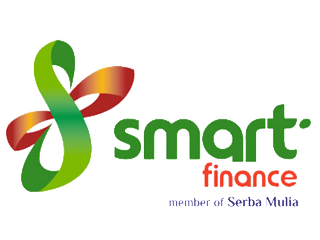 smart
finance
member of Serba Mulia